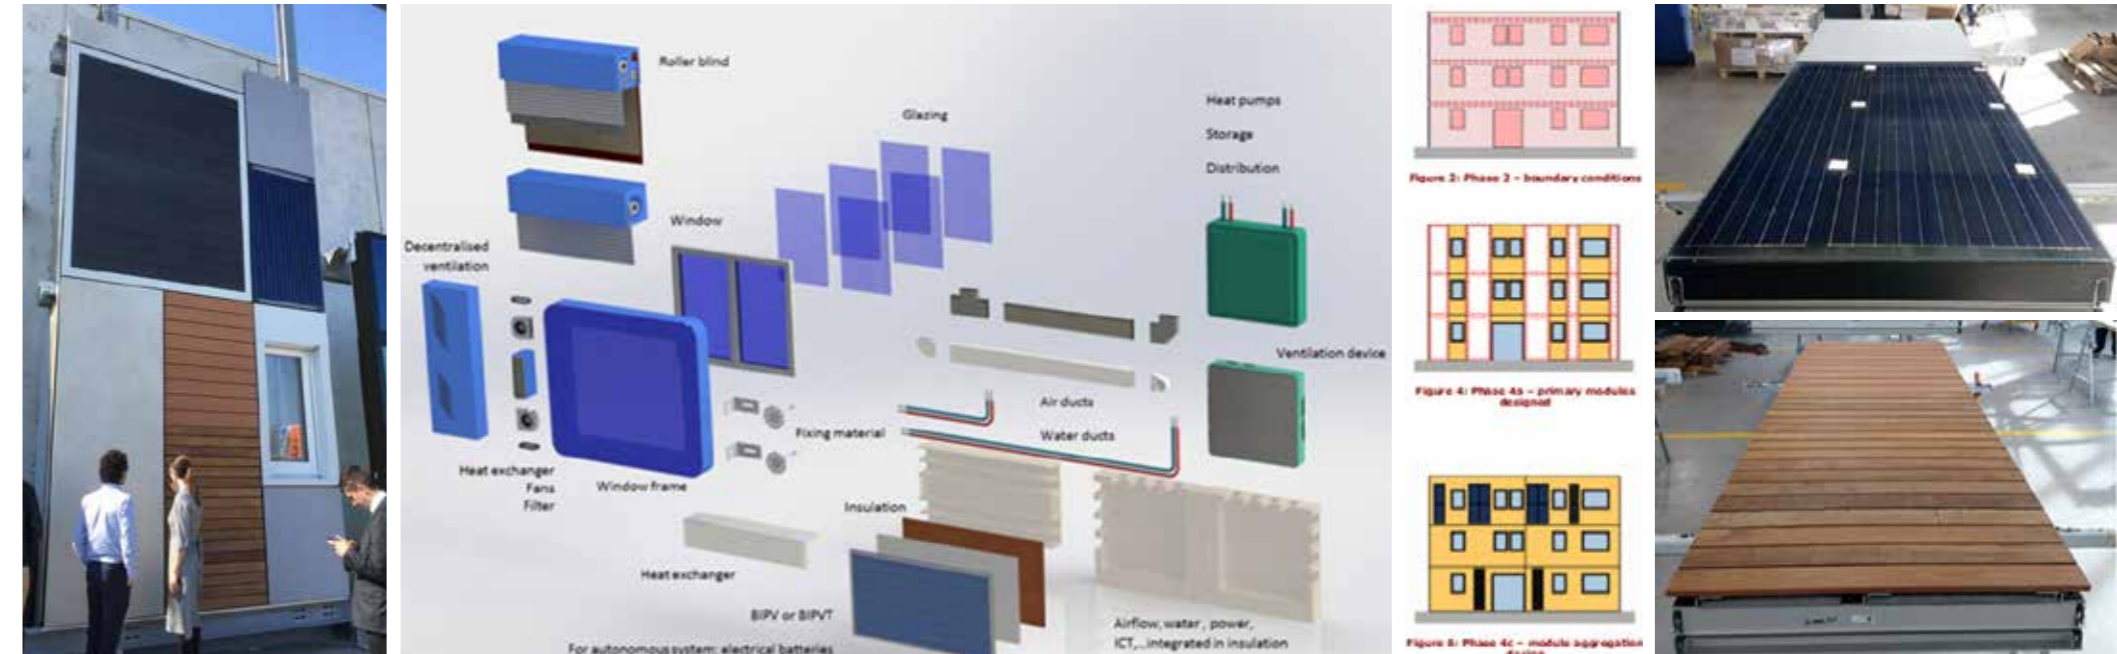 Roller blind
Glazing
Heat pumps
Storage
Distribution
Window
Decentralised
ventilation
Ventilation device
Air ducts
Water ducts
Fixing material
Heat exchanger
Fans
Filter
Window frame
Insulation
Heat exchanger
BIPV or BIPVT
For autonomous system: electrical batteries
Airflow, water , power,
ICT,...integrated in insulation
Figure 2: Phase 2 – boundary conditions
Figure 4: Phase 4a – primary modules
designed
Phase 4c – module aggregation